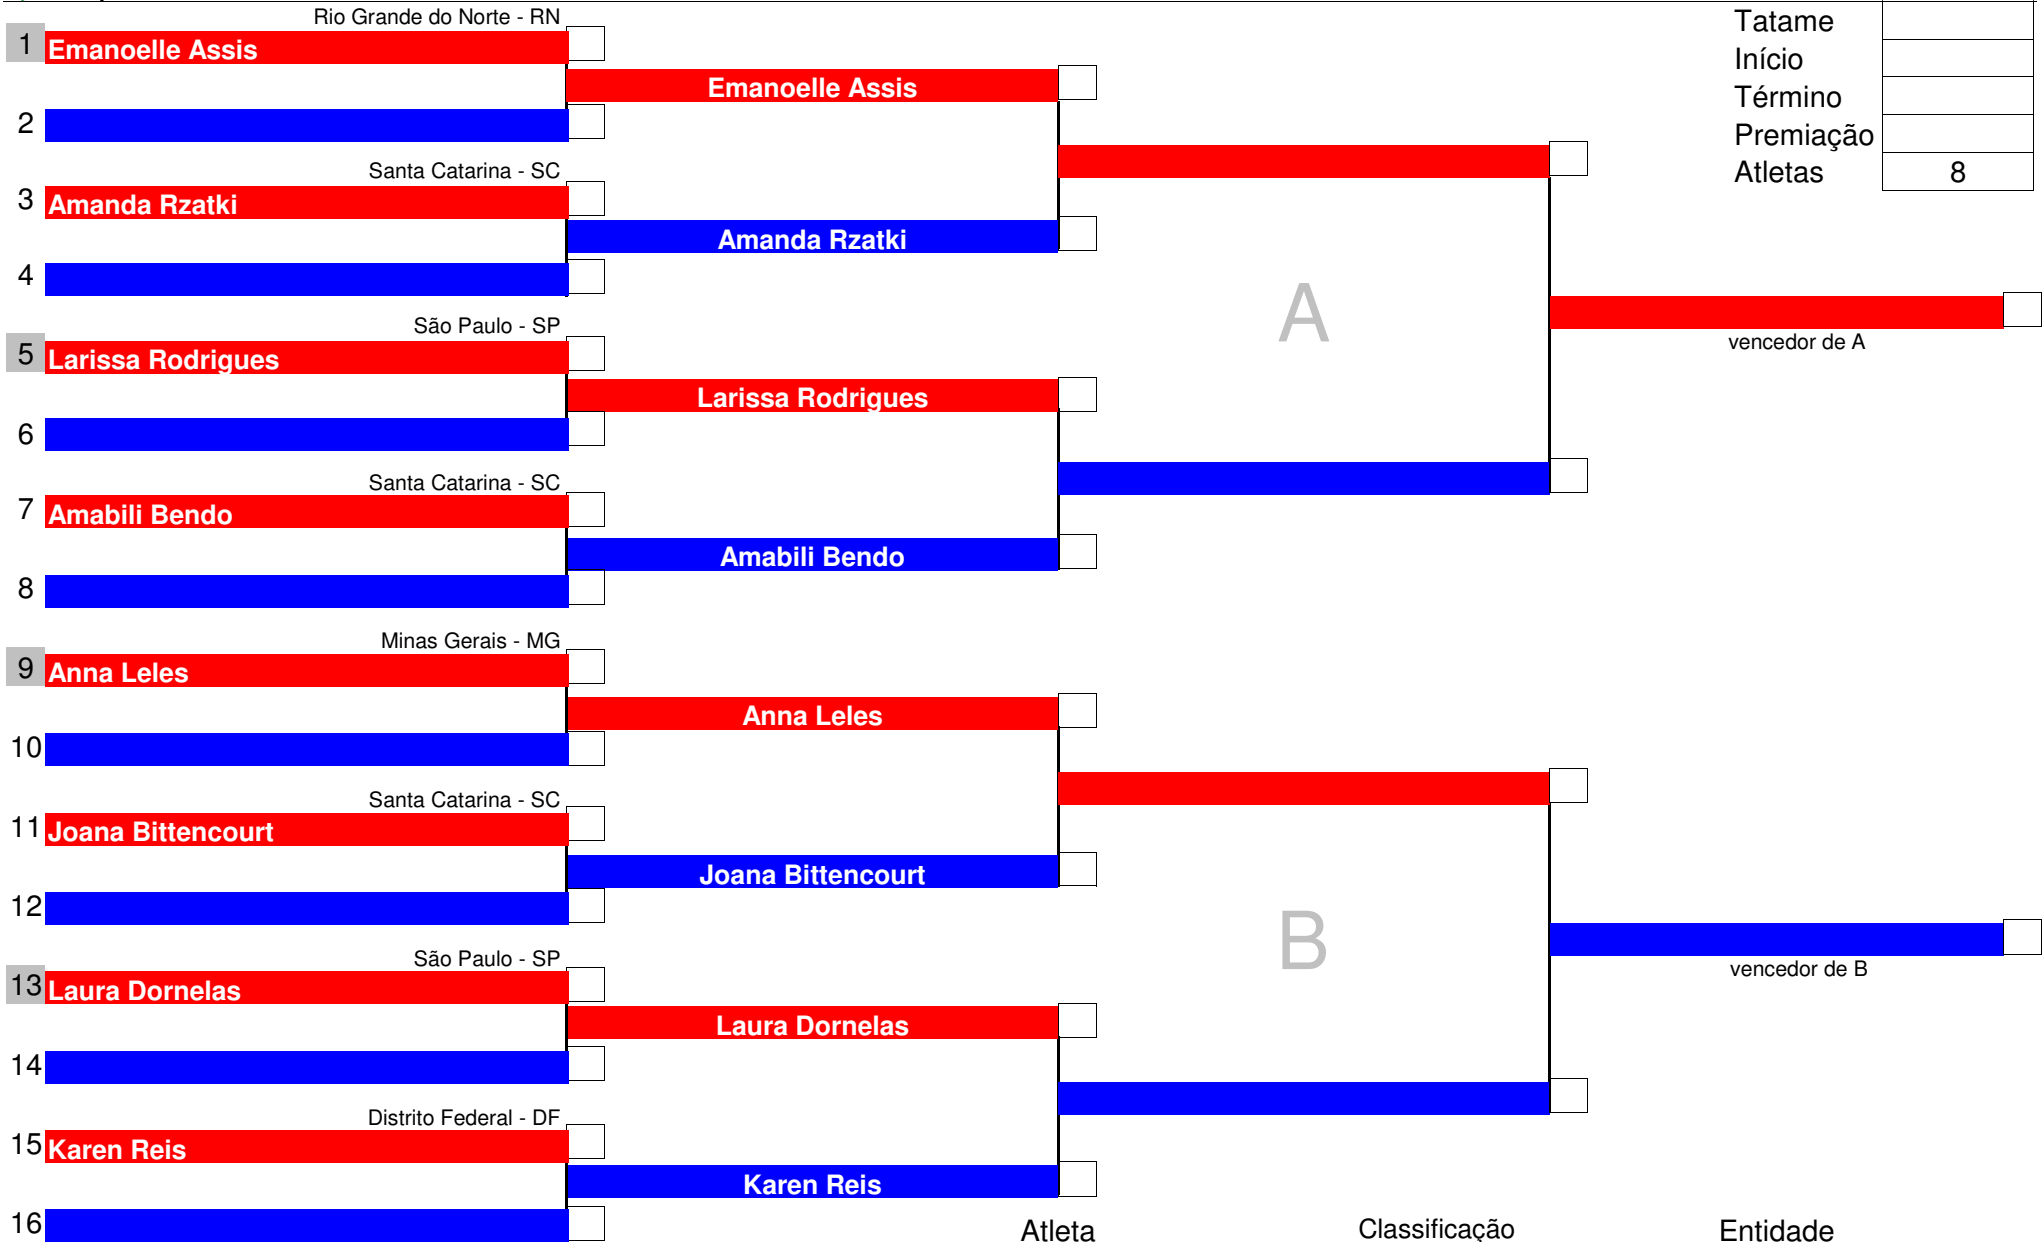 Rio Grande do Norte - RN
1 Emanoelle Assis
Emanoelle Assis
2
Santa Catarina - SC
3 Amanda Rzatki
Amanda Rzatki
4
São Paulo - SP
5 Larissa Rodrigues
Larissa Rodrigues
6
Santa Catarina - SC
7 Amabili Bendo
Amabili Bendo
8
Minas Gerais - MG
9 Anna Leles
Anna Leles
10
Santa Catarina - SC
11 Joana Bittencourt
Joana Bittencourt
12
São Paulo - SP
13 Laura Dornelas
Laura Dornelas
14
Distrito Federal - DF
15 Karen Reis
Karen Reis
16
A
B
vencedor de A
vencedor de B
Tatame
Início
Término
Premiação
Atletas 8
Atleta Classificação Entidade